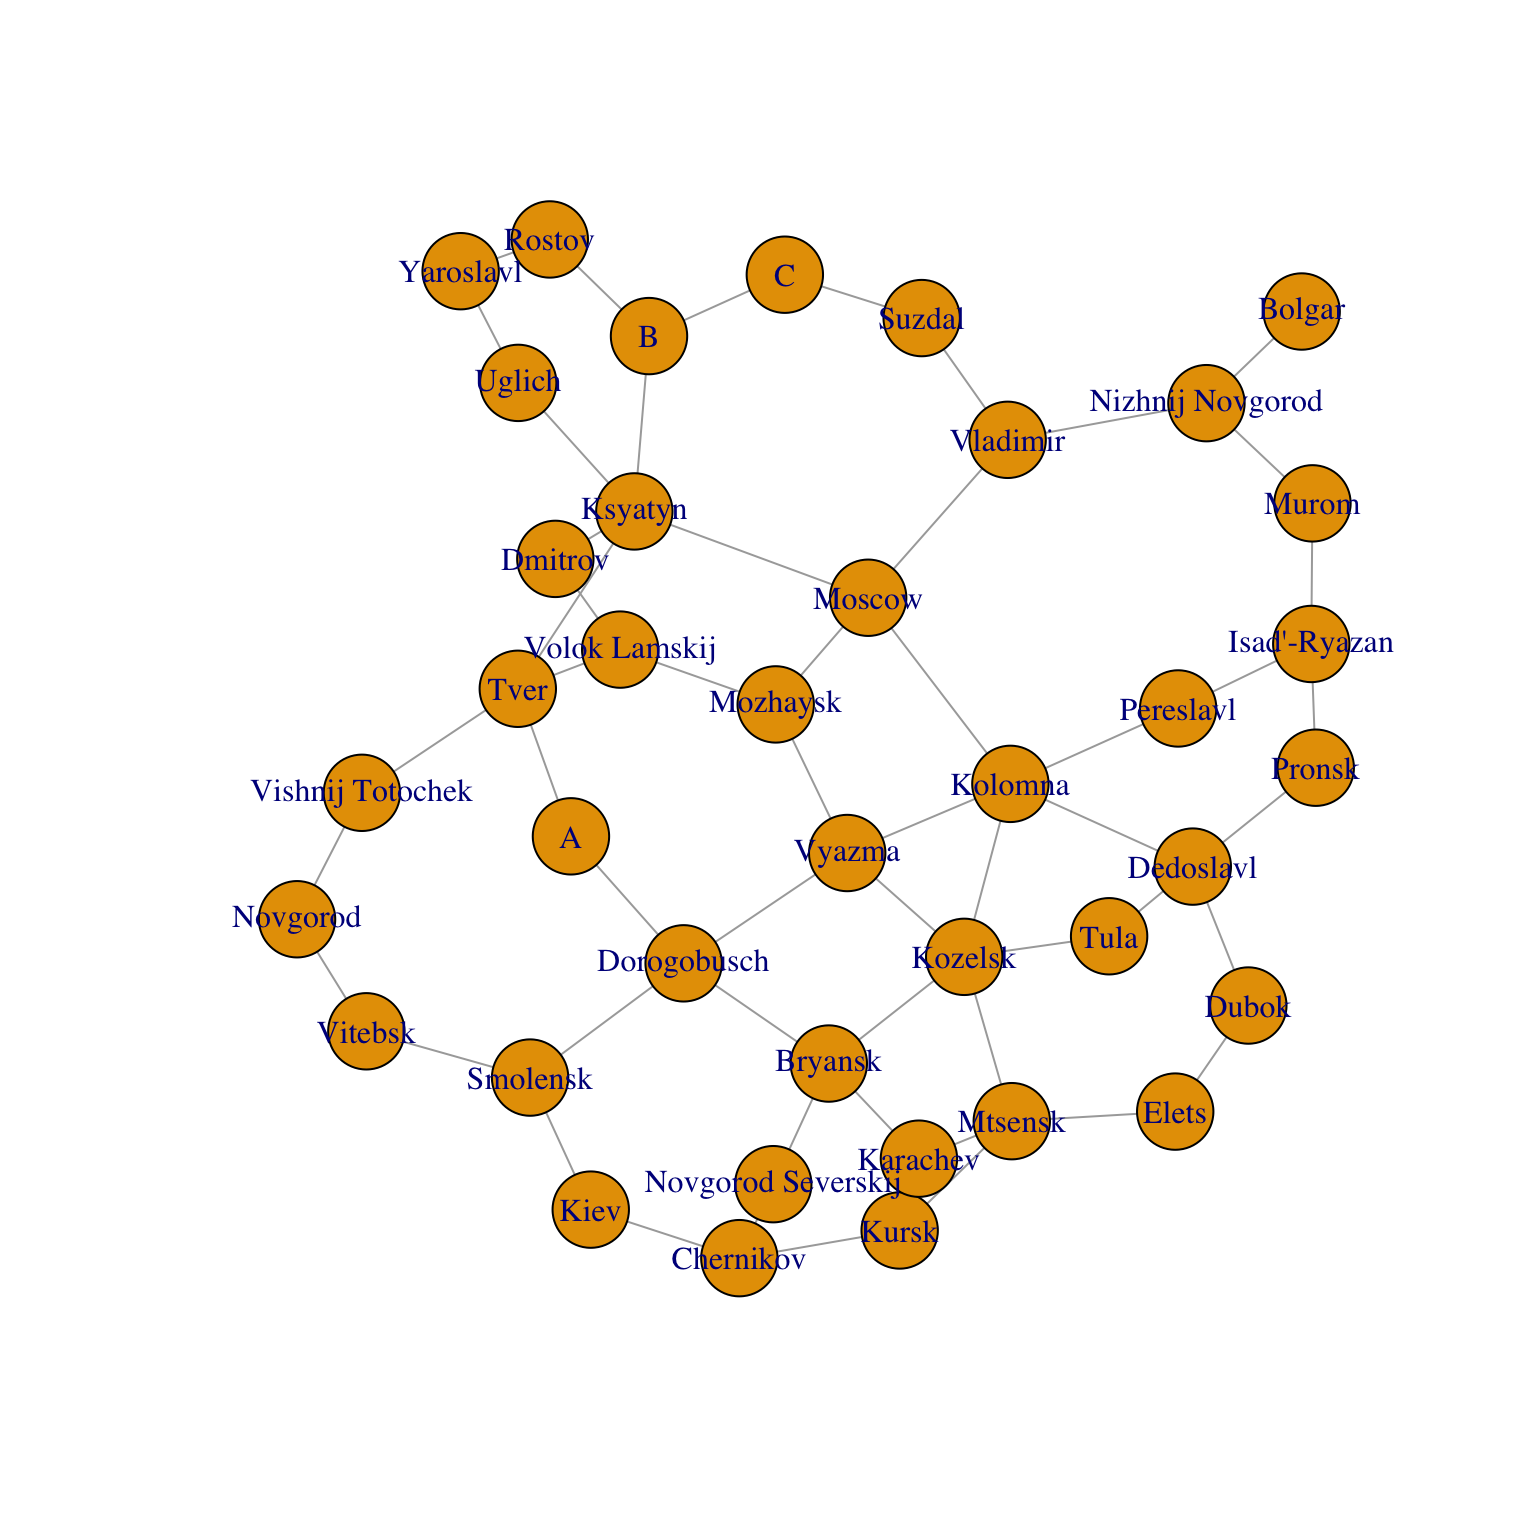 Rostov
Yaroslavl
C
Bolgar
Suzdal
B
Uglich
Nizhnij Novgorod
Vladimir
Murom
Ksyatyn
Dmitrov
Moscow
Isad'-Ryazan
Volok Lamskij
Tver
Mozhaysk
Pereslavl
Pronsk
Kolomna
Vishnij Totochek
A
Vyazma
Dedoslavl
Novgorod
Tula
Dorogobusch
Kozelsk
Dubok
Vitebsk
Bryansk
Smolensk
Elets
Mtsensk
Karachev
Novgorod Severskij
Kiev
Kursk
Chernikov